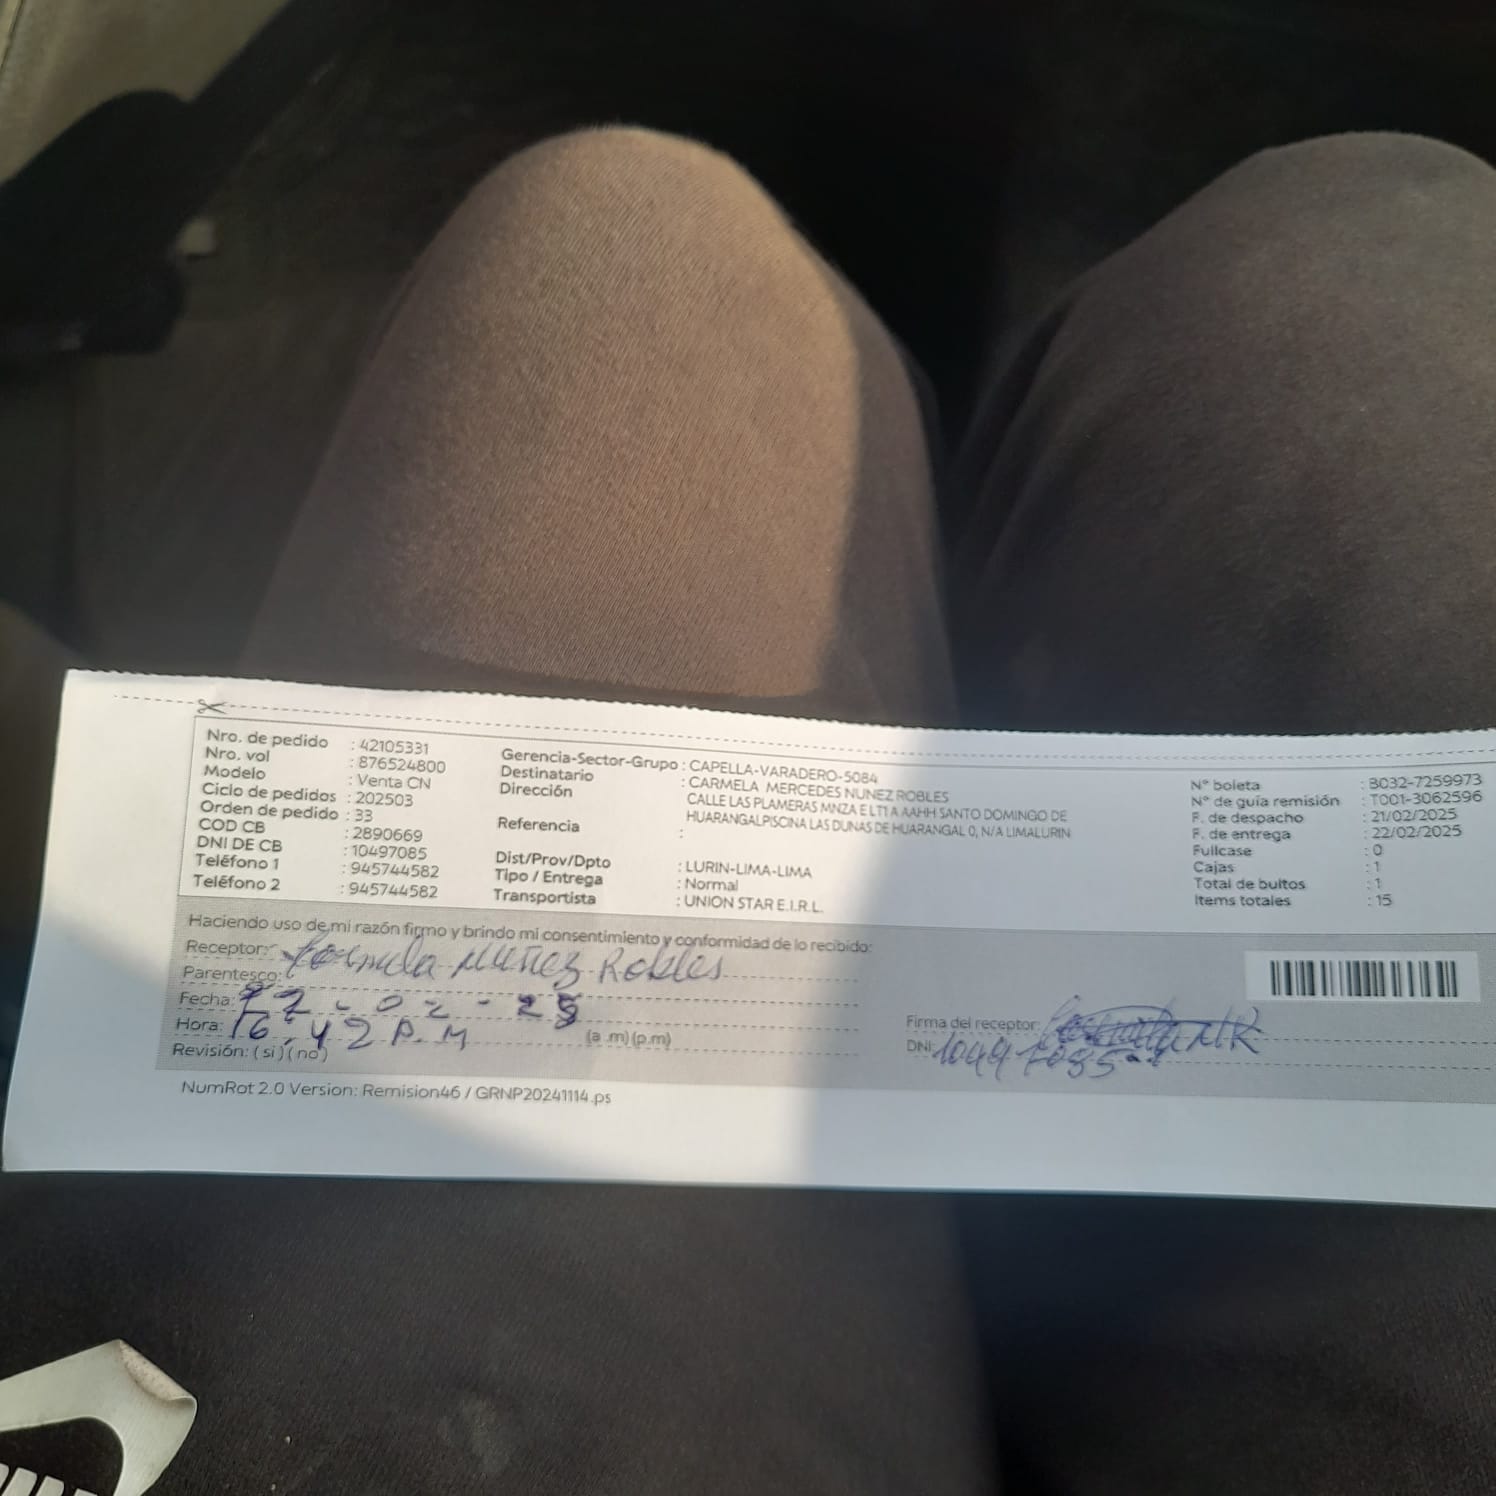 Nro. de pedido : 42105331
Nro. vol : 876524800
Modelo : Venta CN
Ciclo de pedidos : 202503
Orden de pedido : 33
COD CB : 2890669
DNI DE CB : 10497085
Teléfono 1 : 945744582
Teléfono 2 : 945744582
Gerencia-Sector-Grupo : CAPELLA-VARADERO-5084
Destinatario : CARMELA MERCEDES NUNEZ ROBLES
Dirección : CALLE LAS PLAMERAS MNZA E LT1 A AAHH SANTO DOMINGO DE
HUARANGALPISCINA LAS DUNAS DE HUARANGAL 0, N/A LIMALURIN
Referencia :
Dist/Prov/Dpto : LURIN-LIMA-LIMA
Tipo / Entrega : Normal
Transportista : UNION STAR E.I.R.L.
N° boleta : B032-7259973
N° de guía remisión : T001-3062596
F. de despacho : 21/02/2025
F. de entrega : 22/02/2025
Fullcase : 0
Cajas : 1
Total de bultos : 1
Items totales : 15
Haciendo uso de mi razón firmo y brindo mi consentimiento y conformidad de lo recibido:
Receptor: Carmela Nuñez Robles
Parentesco:
Fecha: 22-02-25
Hora: 16:42 P.M (a.m)(p.m)
Revisión: (si)(no)
Firma del receptor:
DNI: 10497085
NumRot 2.0 Version: Remision46 / GRNP20241114.ps